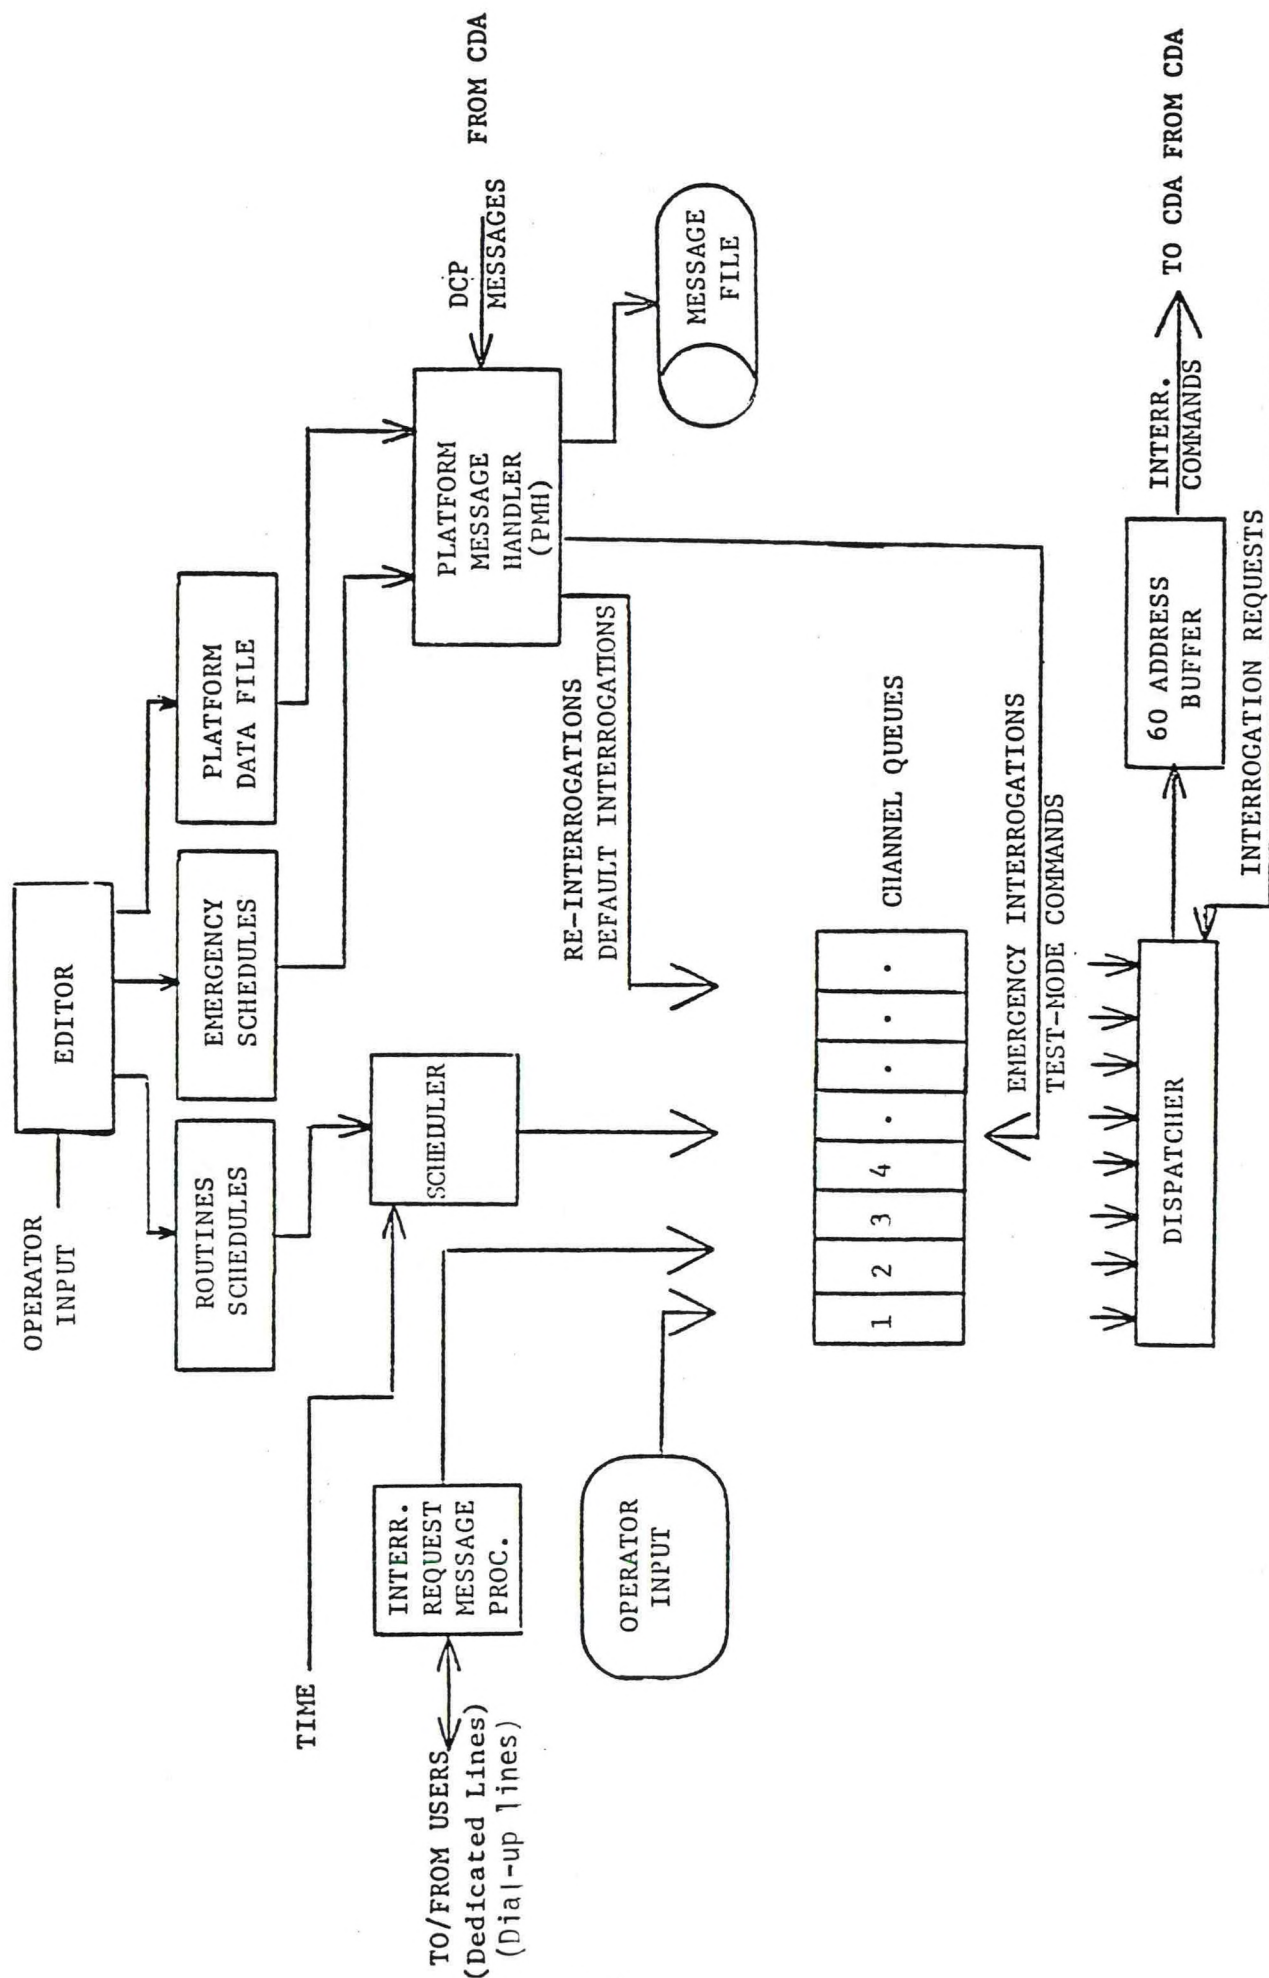 OPERATOR
INPUT
EDITOR
ROUTINES
SCHEDULES
EMERGENCY
SCHEDULES
PLATFORM
DATA FILE
TIME
SCHEDULER
TO/FROM USERS
(Dedicated Lines)
(Dial-up lines)
INTERR.
REQUEST
MESSAGE
PROC.
PLATFORM
MESSAGE
HANDLER
(PMH)
DCP
MESSAGES
FROM CDA
MESSAGE
FILE
RE-INTERROGATIONS
DEFAULT INTERROGATIONS
OPERATOR
INPUT
CHANNEL QUEUES
1 2 3 4 . . . .
EMERGENCY INTERROGATIONS
TEST-MODE COMMANDS
DISPATCHER
60 ADDRESS
BUFFER
INTERR.
COMMANDS
TO CDA FROM CDA
INTERROGATION REQUESTS